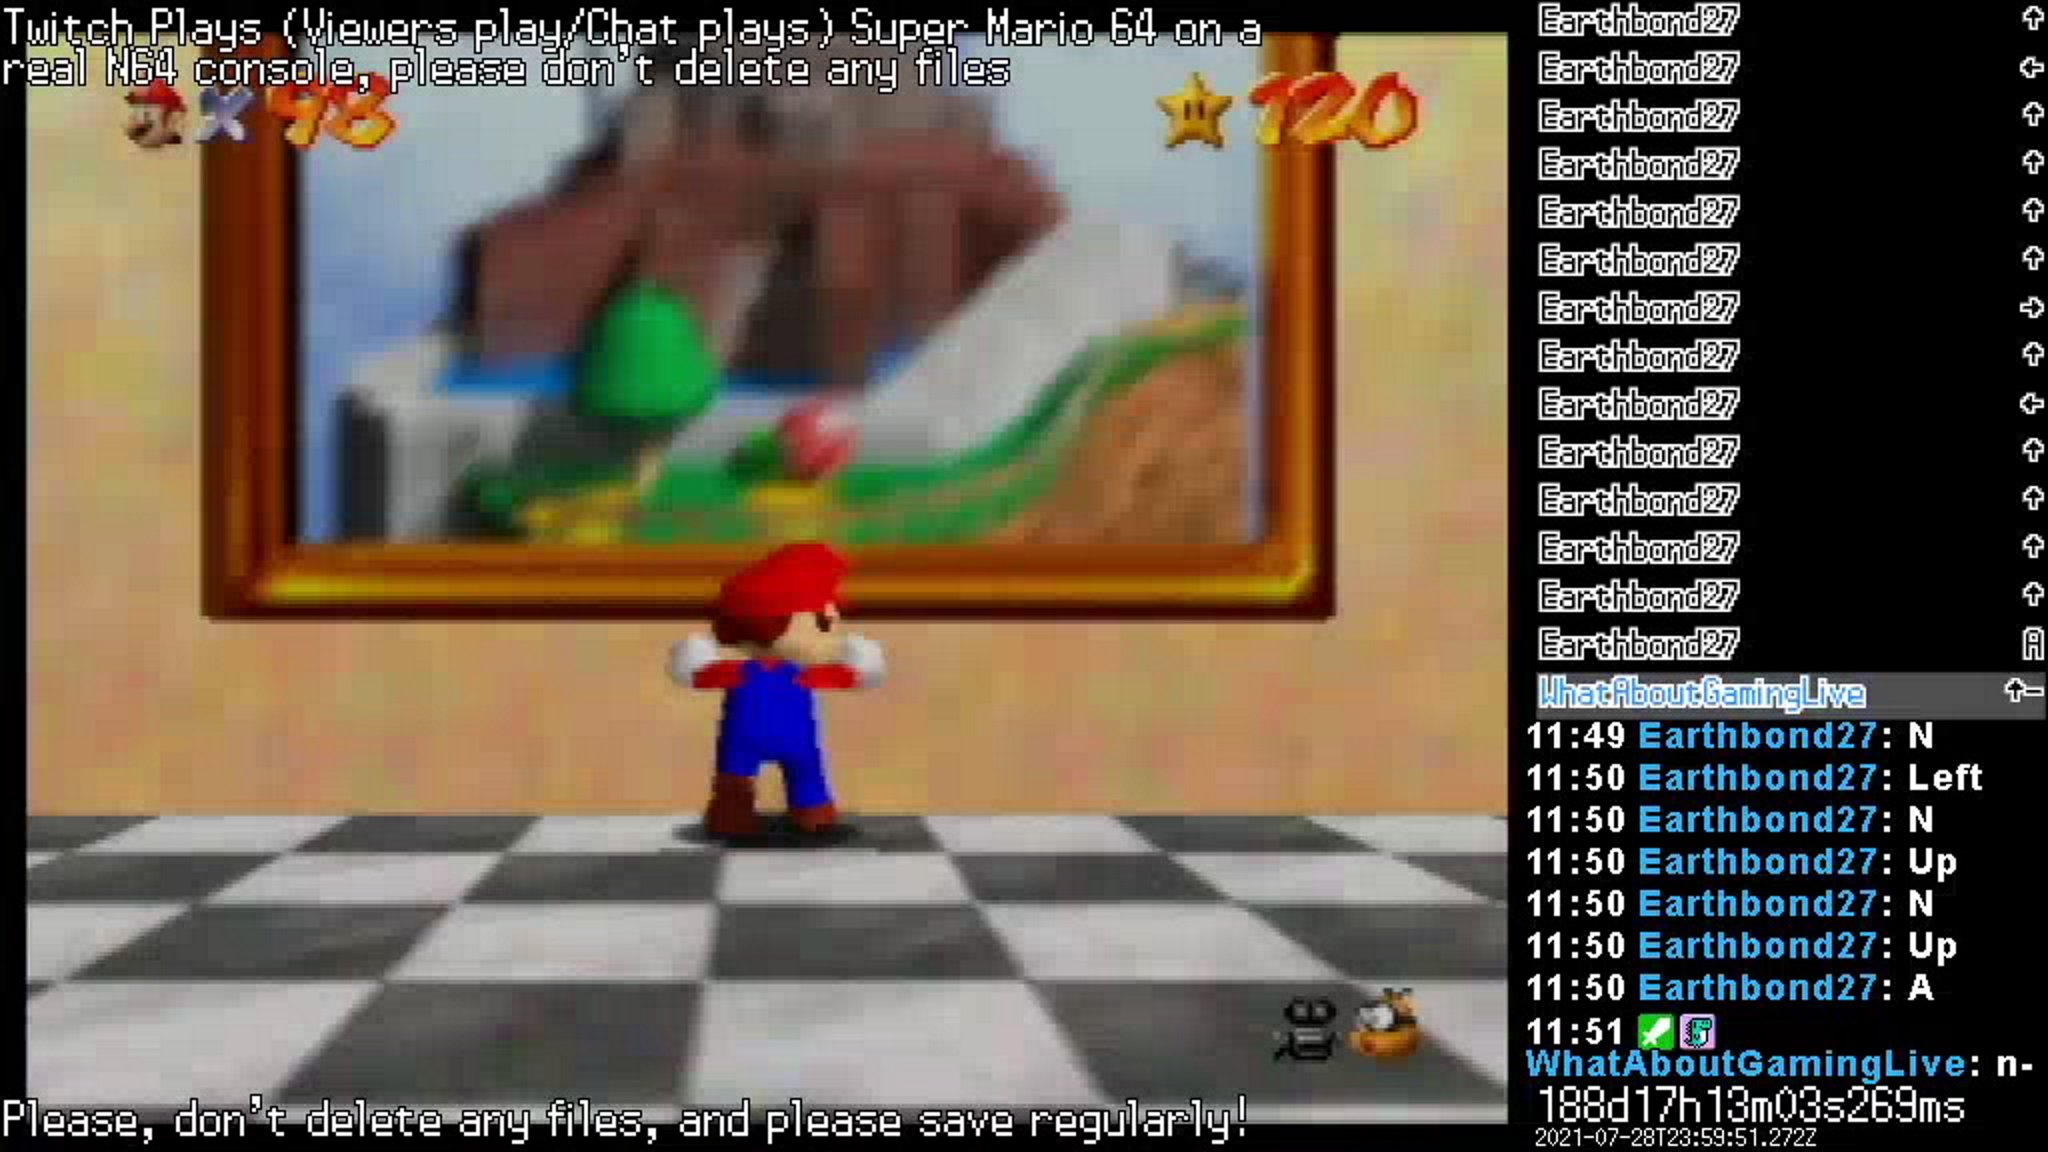 Twitch Plays (Viewers play/Chat plays) Super Mario 64 on a
real N64 console, please don't delete any files
x 98
120
Earthbond27 ↑
Earthbond27 ←
Earthbond27 ↑
Earthbond27 ↑
Earthbond27 ↑
Earthbond27 ↑
Earthbond27 →
Earthbond27 ↑
Earthbond27 ←
Earthbond27 ↑
Earthbond27 ↑
Earthbond27 ↑
Earthbond27 ↑
Earthbond27 A
WhatAboutGamingLive ↑-
11:49 Earthbond27: N
11:50 Earthbond27: Left
11:50 Earthbond27: N
11:50 Earthbond27: Up
11:50 Earthbond27: N
11:50 Earthbond27: Up
11:50 Earthbond27: A
11:51
WhatAboutGamingLive: n-
188d17h13m03s269ms
2021-07-28T23:59:51.272Z
Please, don't delete any files, and please save regularly!